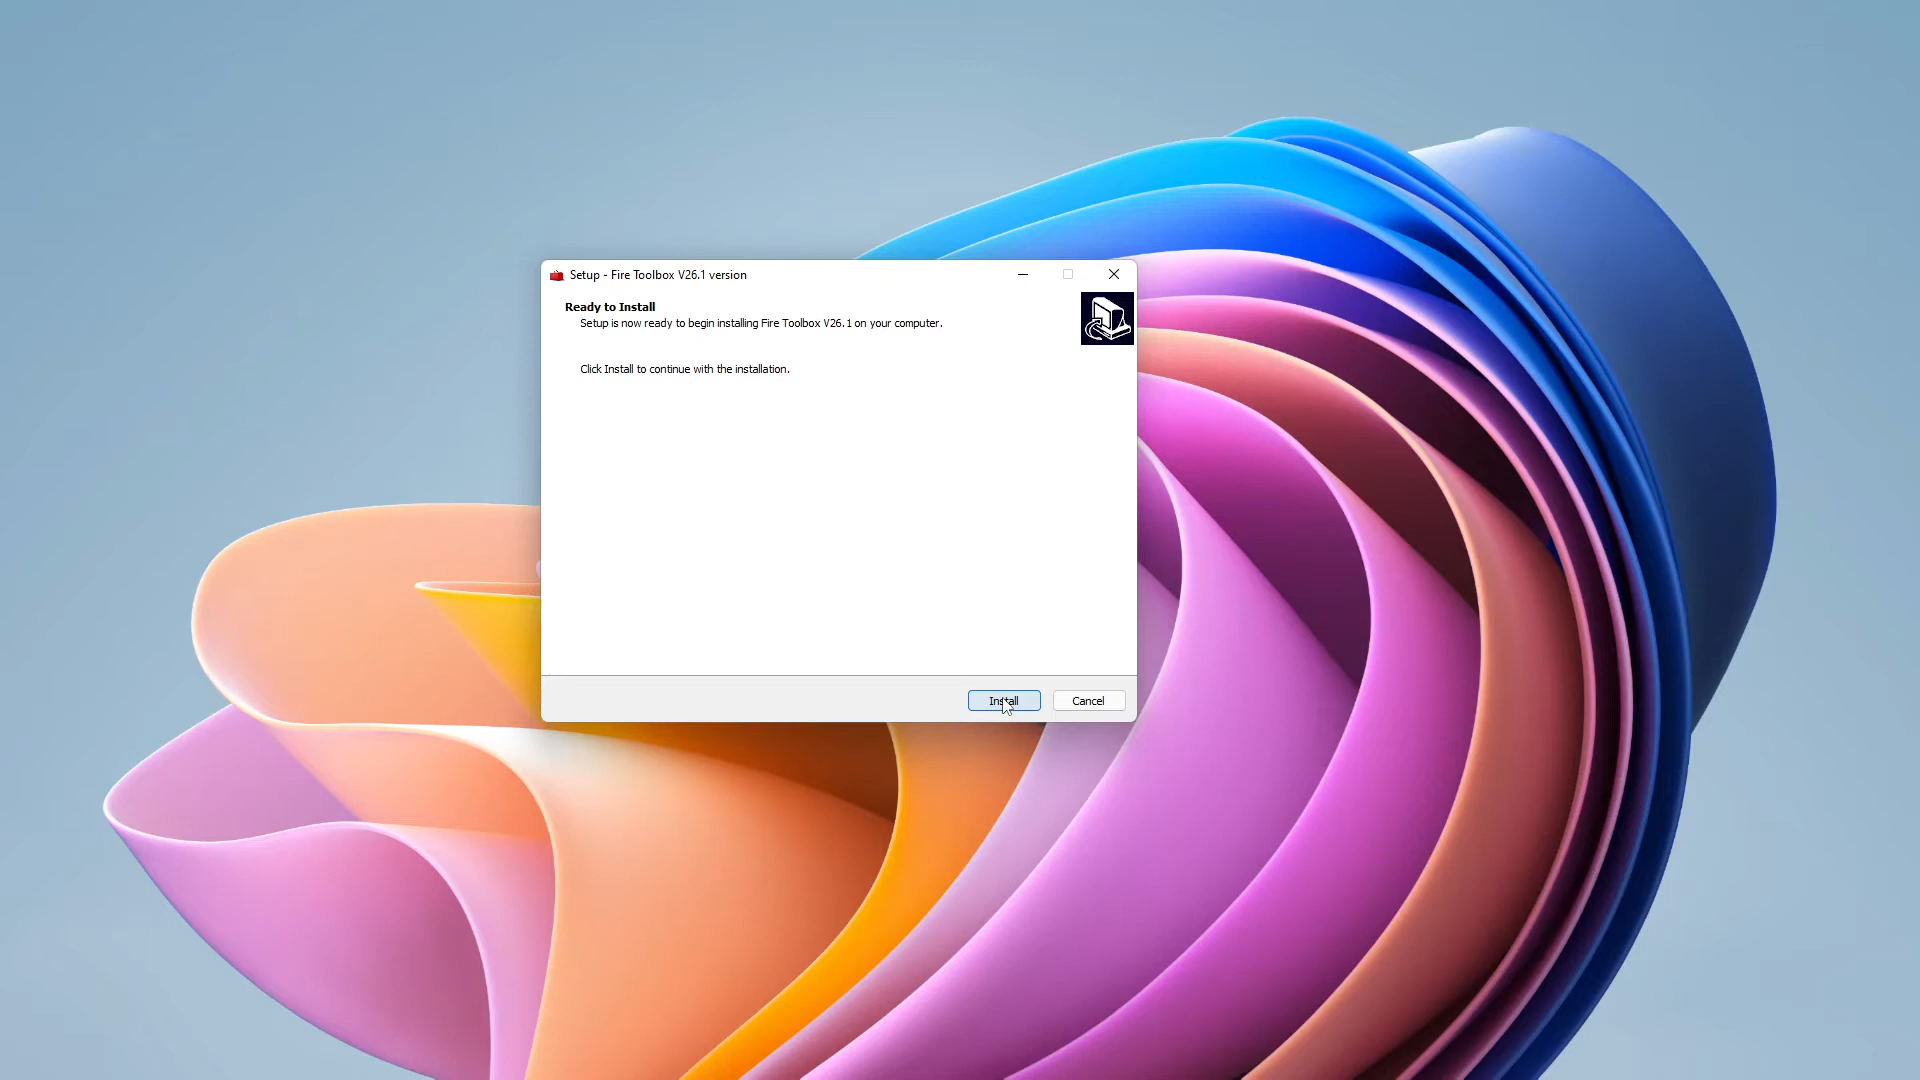 Setup - Fire Toolbox V26.1 version
Ready to Install
Setup is now ready to begin installing Fire Toolbox V26.1 on your computer.
Click Install to continue with the installation.
Install
Cancel